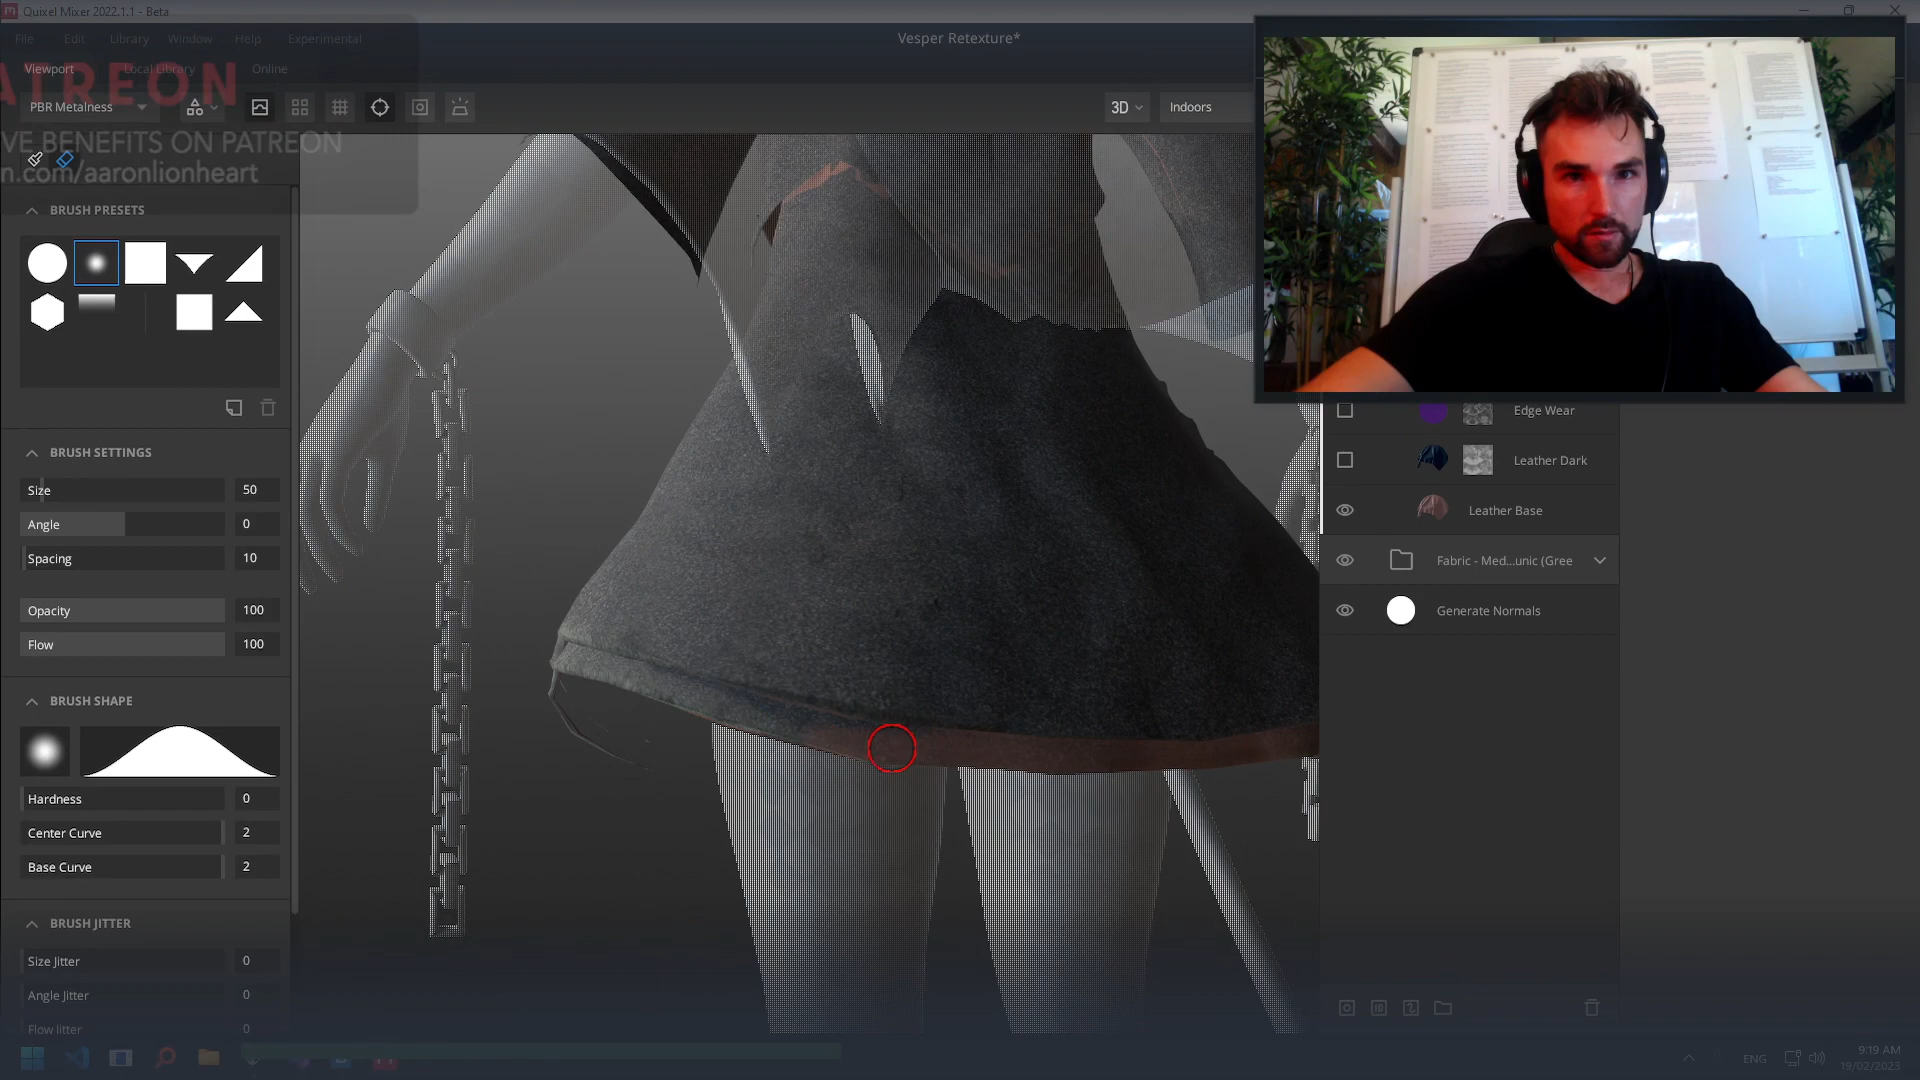 Quixel Mixer 2022.1.1 - Beta
File Edit Library Window Help Experimental
Vesper Retexture*
Viewport Local Library Online
ATREON
PBR Metalness
3D
Indoors
VE BENEFITS ON PATREON
n.com/aaronlionheart
BRUSH PRESETS
BRUSH SETTINGS
Size 50
Angle 0
Spacing 10
Opacity 100
Flow 100
BRUSH SHAPE
Hardness 0
Center Curve 2
Base Curve 2
BRUSH JITTER
Size Jitter 0
Angle Jitter 0
Flow Jitter 0
Edge Wear
Leather Dark
Leather Base
Fabric - Med...unic (Gree
Generate Normals
ENG
9:19 AM
19/02/2023